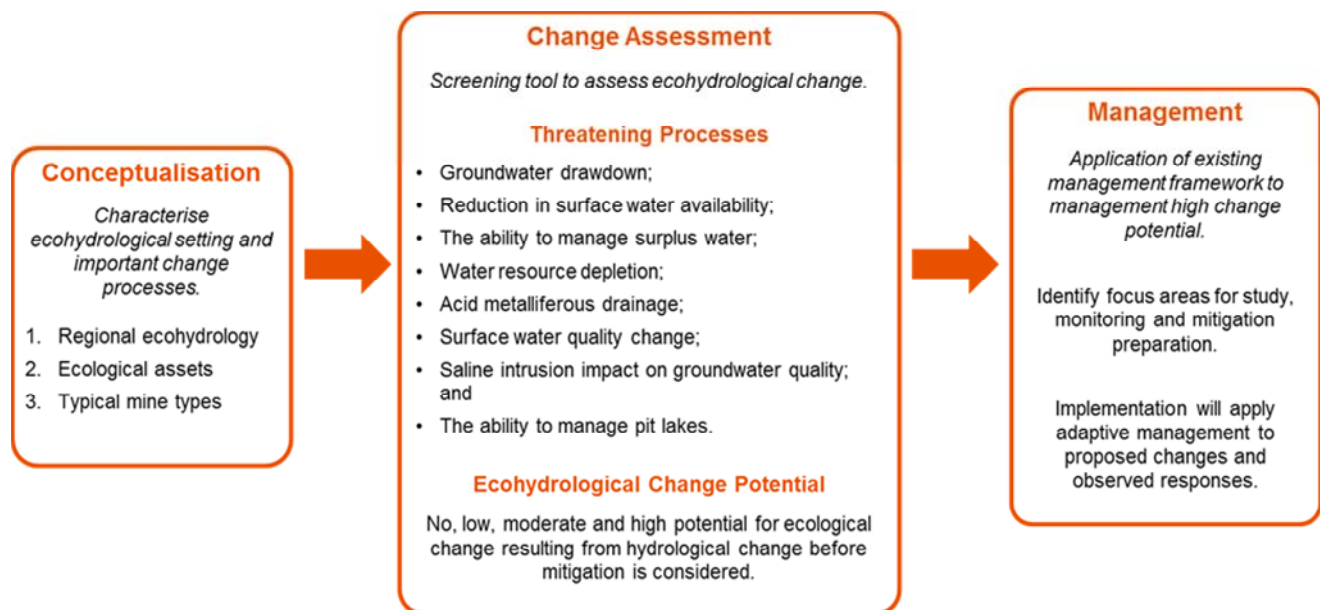 Conceptualisation
Characterise
ecohydrological setting and
important change
processes.
1. Regional ecohydrology
2. Ecological assets
3. Typical mine types
Change Assessment
Screening tool to assess ecohydrological change.
Threatening Processes
• Groundwater drawdown;
• Reduction in surface water availability;
• The ability to manage surplus water;
• Water resource depletion;
• Acid metalliferous drainage;
• Surface water quality change;
• Saline intrusion impact on groundwater quality;
and
• The ability to manage pit lakes.
Ecohydrological Change Potential
No, low, moderate and high potential for ecological
change resulting from hydrological change before
mitigation is considered.
Management
Application of existing
management framework to
management high change
potential.
Identify focus areas for study,
monitoring and mitigation
preparation.
Implementation will apply
adaptive management to
proposed changes and
observed responses.